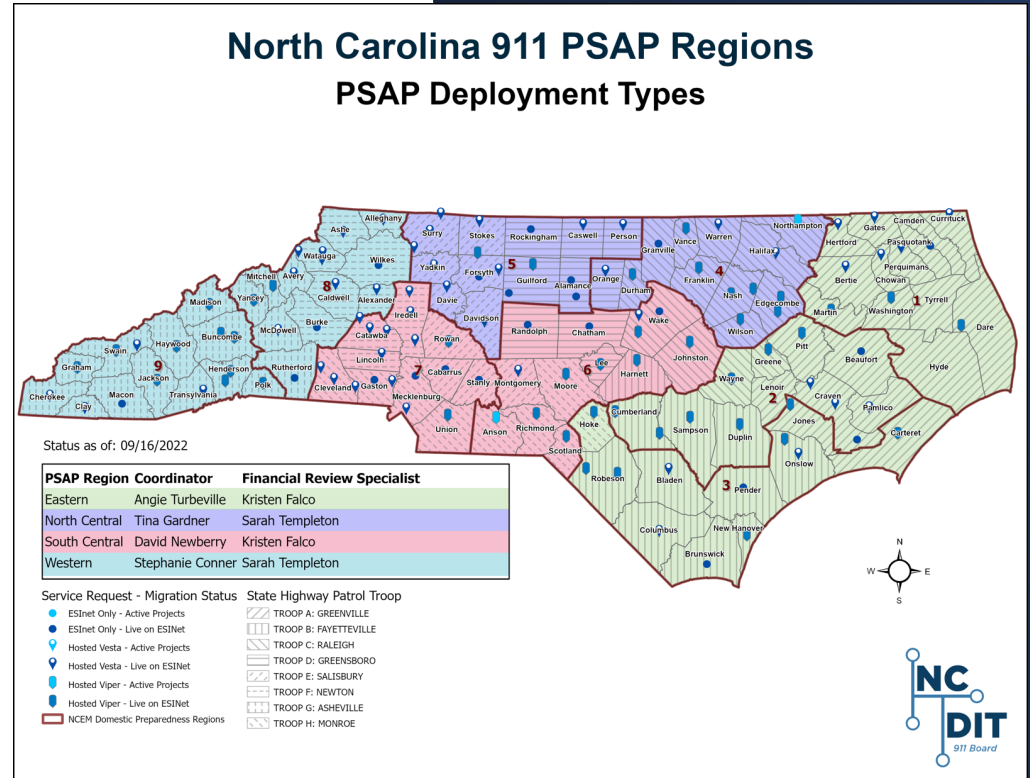 North Carolina 911 PSAP Regions
PSAP Deployment Types
Alleghany
Ashe
Surry
Stokes
Rockingham
Caswell
Person
Granville
Vance
Warren
Northampton
Halifax
Hertford
Gates
Camden
Currituck
Pasquotank
Perquimans
Chowan
Bertie
1
Tyrrell
Washington
Martin
Dare
Hyde
Watauga
Wilkes
Yadkin
Forsyth
5
Guilford
Alamance
Orange
Durham
Franklin
4
Nash
Edgecombe
Wilson
Mitchell
Avery
8
Caldwell
Alexander
Davie
Iredell
Davidson
Randolph
Chatham
Wake
Johnston
Pitt
Greene
Beaufort
Madison
Yancey
McDowell
Burke
Catawba
Rowan
Buncombe
Haywood
Swain
Graham
9
Jackson
Henderson
Rutherford
Lincoln
7
Cabarrus
Stanly
Montgomery
Moore
Lee
6
Harnett
Wayne
Lenoir
2
Craven
Pamlico
Cherokee
Clay
Macon
Transylvania
Polk
Cleveland
Gaston
Mecklenburg
Union
Anson
Richmond
Scotland
Hoke
Cumberland
Sampson
Duplin
Jones
Carteret
Onslow
Robeson
Bladen
3
Pender
Columbus
New Hanover
Brunswick
Status as of: 09/16/2022
PSAP Region Coordinator Financial Review Specialist
Eastern Angie Turbeville Kristen Falco
North Central Tina Gardner Sarah Templeton
South Central David Newberry Kristen Falco
Western Stephanie Conner Sarah Templeton
Service Request - Migration Status
ESInet Only - Active Projects
ESInet Only - Live on ESINet
Hosted Vesta - Active Projects
Hosted Vesta - Live on ESINet
Hosted Viper - Active Projects
Hosted Viper - Live on ESINet
NCEM Domestic Preparedness Regions
State Highway Patrol Troop
TROOP A: GREENVILLE
TROOP B: FAYETTEVILLE
TROOP C: RALEIGH
TROOP D: GREENSBORO
TROOP E: SALISBURY
TROOP F: NEWTON
TROOP G: ASHEVILLE
TROOP H: MONROE
N
W E
S
NC
DIT
911 Board